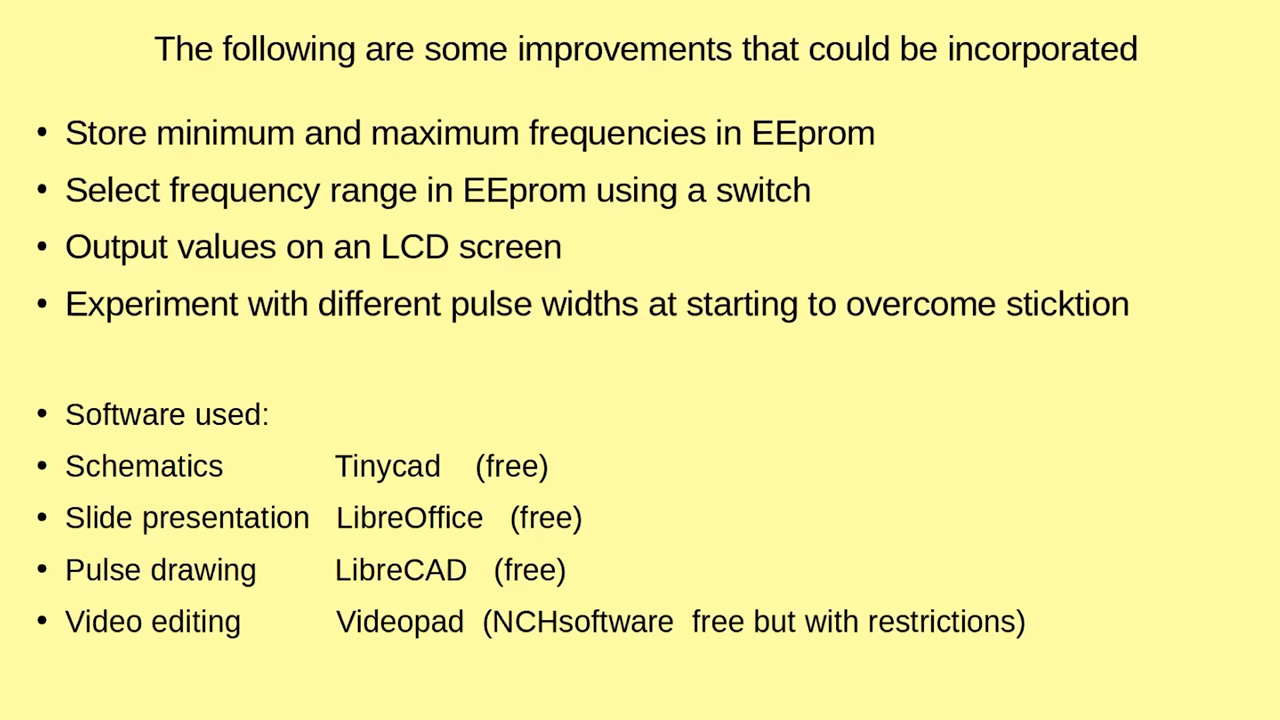 The following are some improvements that could be incorporated
• Store minimum and maximum frequencies in EEprom
• Select frequency range in EEprom using a switch
• Output values on an LCD screen
• Experiment with different pulse widths at starting to overcome sticktion
• Software used:
• Schematics Tinycad (free)
• Slide presentation LibreOffice (free)
• Pulse drawing LibreCAD (free)
• Video editing Videopad (NCHsoftware free but with restrictions)